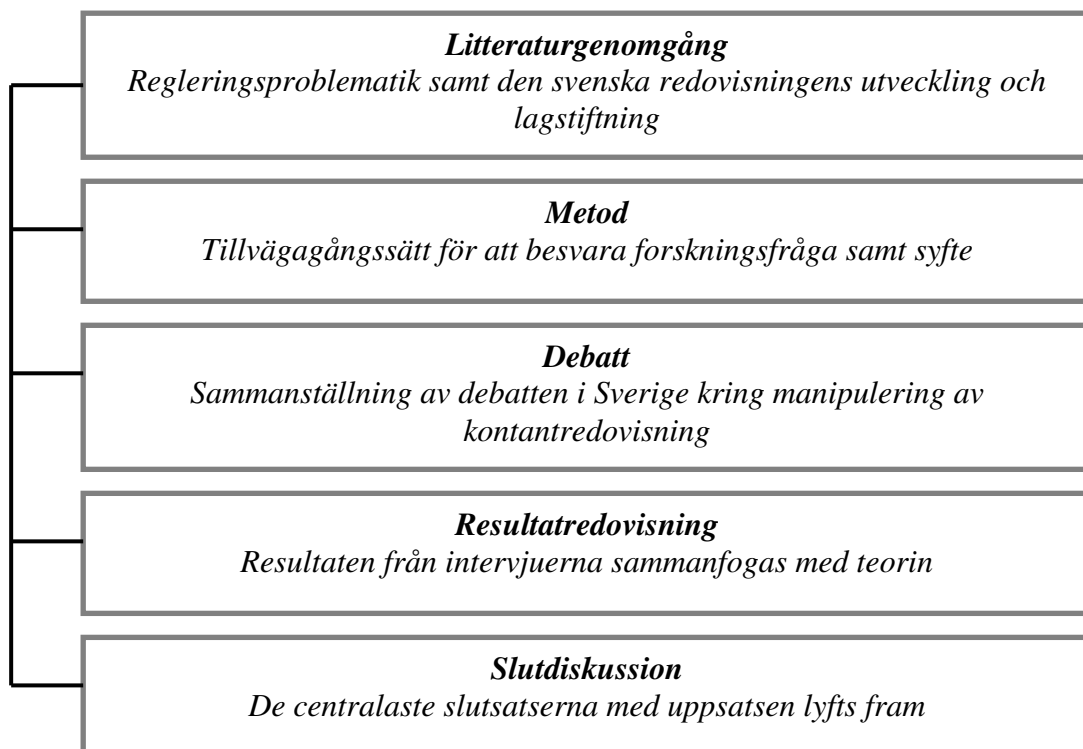 Litteraturgenomgång
Regleringsproblematik samt den svenska redovisningens utveckling och
lagstiftning
Metod
Tillvägagångssätt för att besvara forskningsfråga samt syfte
Debatt
Sammanställning av debatten i Sverige kring manipulering av
kontantredovisning
Resultatredovisning
Resultaten från intervjuerna sammanfogas med teorin
Slutdiskussion
De centralaste slutsatserna med uppsatsen lyfts fram